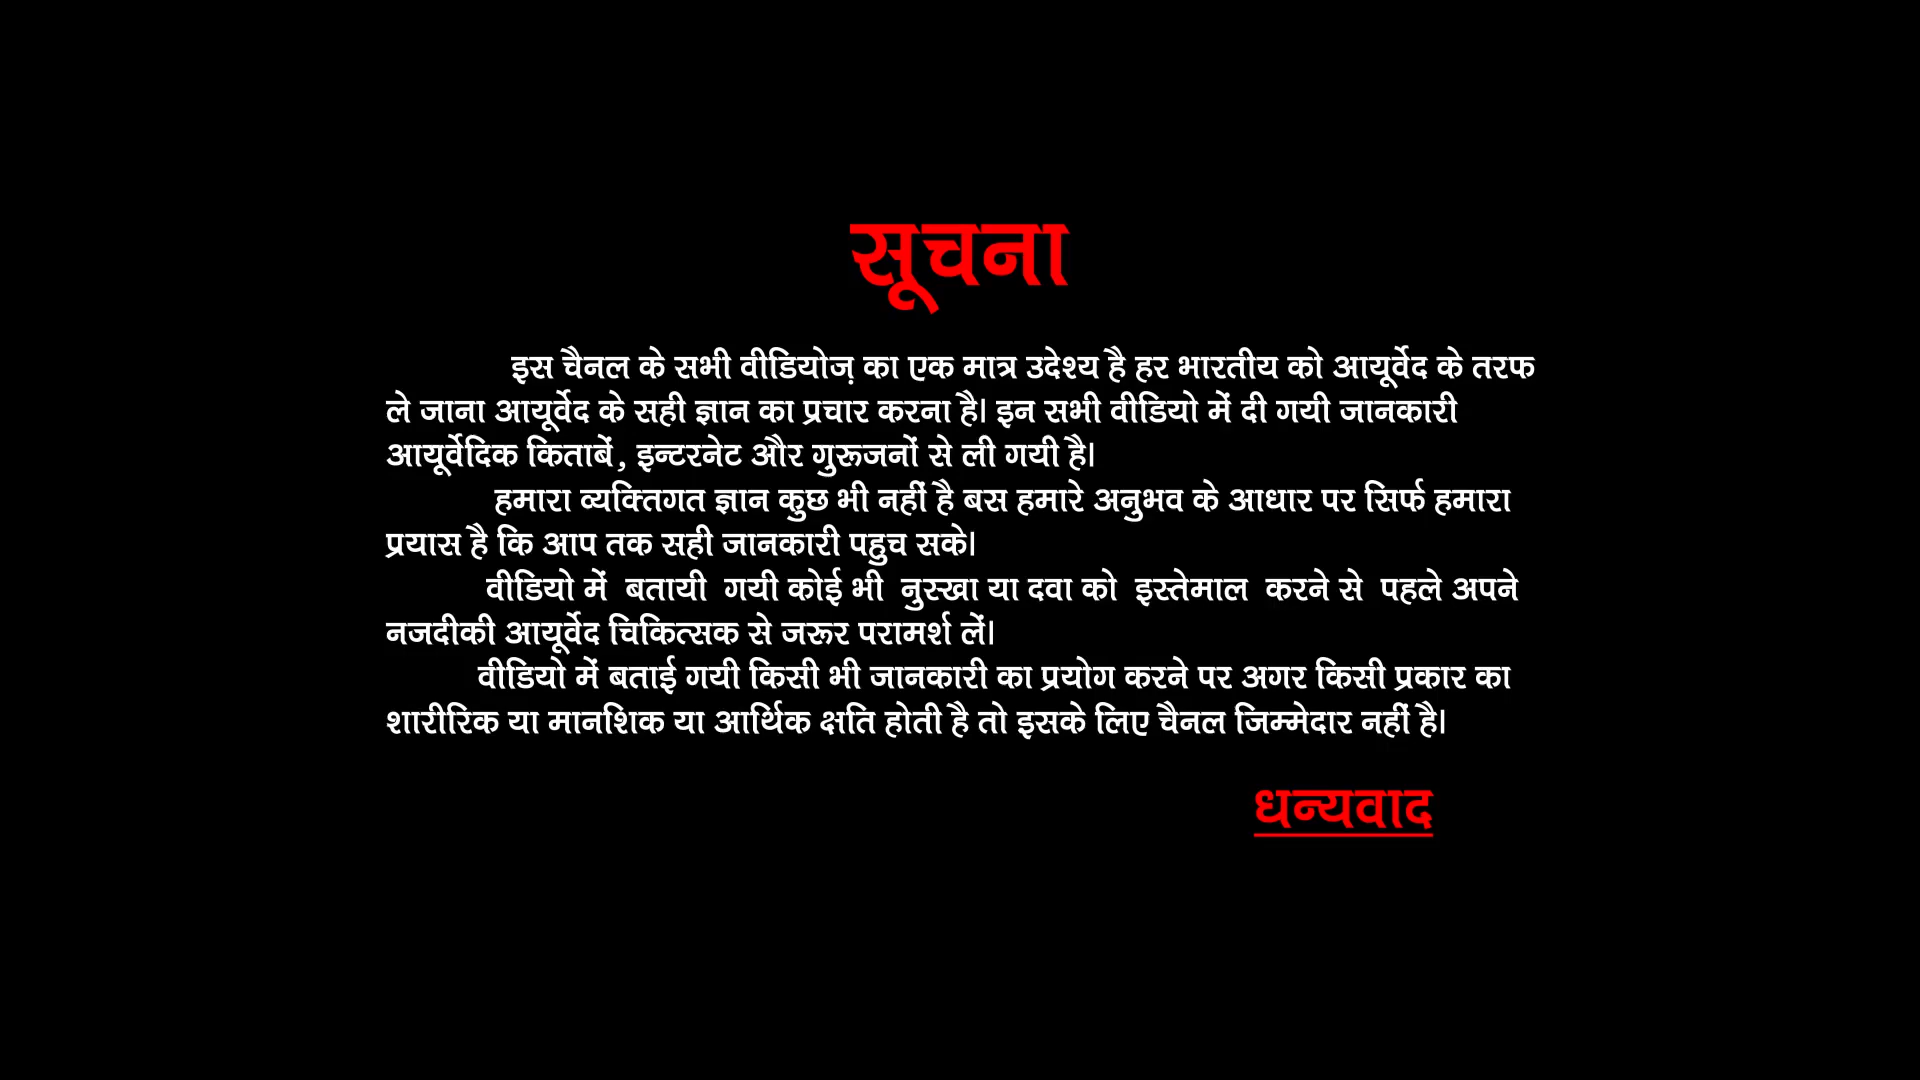 सूचना
इस चैनल के सभी वीडियोज़ का एक मात्र उदेश्य है हर भारतीय को आयूर्वेद के तरफ
ले जाना आयूर्वेद के सही ज्ञान का प्रचार करना है। इन सभी वीडियो में दी गयी जानकारी
आयूर्वेदिक किताबें, इन्टरनेट और गुरूजनों से ली गयी है।
हमारा व्यक्तिगत ज्ञान कुछ भी नहीं है बस हमारे अनुभव के आधार पर सिर्फ हमारा
प्रयास है कि आप तक सही जानकारी पहुच सके।
वीडियो में बतायी गयी कोई भी नुस्खा या दवा को इस्तेमाल करने से पहले अपने
नजदीकी आयूर्वेद चिकित्सक से जरूर परामर्श लें।
वीडियो में बताई गयी किसी भी जानकारी का प्रयोग करने पर अगर किसी प्रकार का
शारीरिक या मानशिक या आर्थिक क्षति होती है तो इसके लिए चैनल जिम्मेदार नहीं है।
धन्यवाद